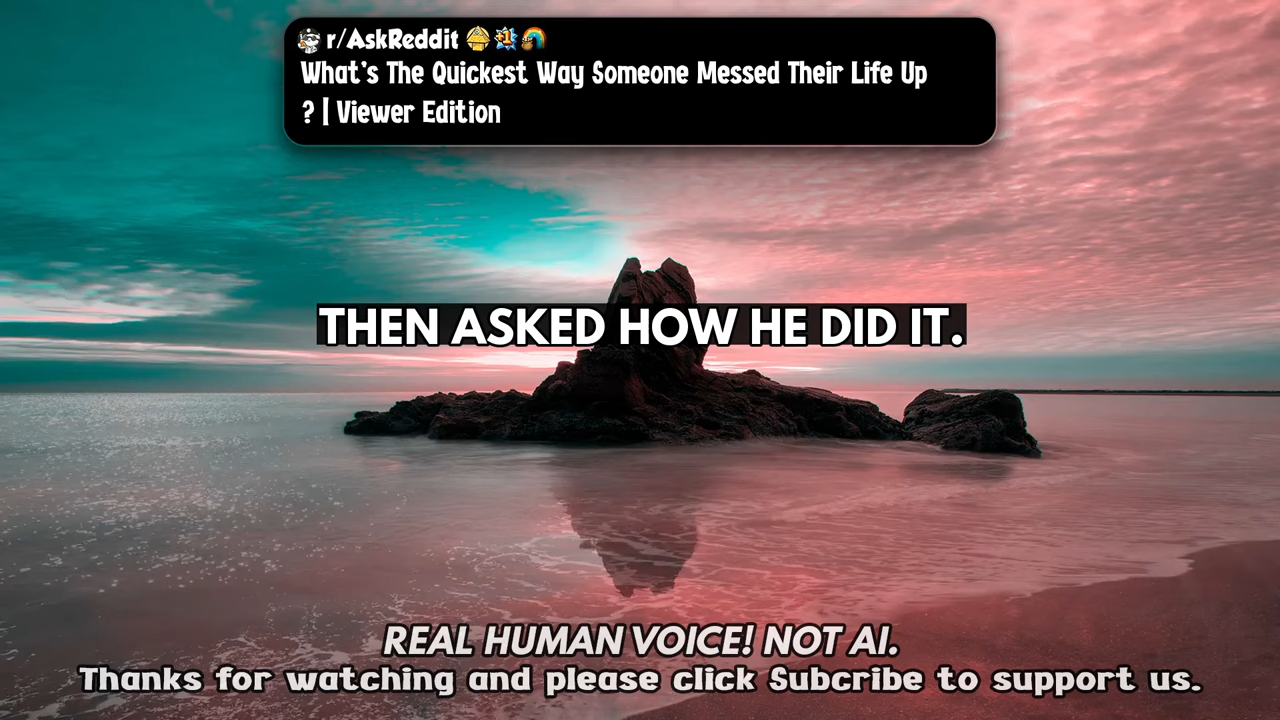 r/AskReddit
What's The Quickest Way Someone Messed Their Life Up
? | Viewer Edition
THEN ASKED HOW HE DID IT.
REAL HUMAN VOICE! NOT AI.
Thanks for watching and please click Subcribe to support us.